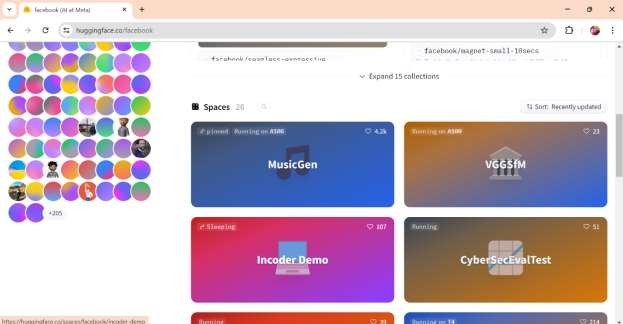 facebook (AI at Meta)
huggingface.co/facebook
facebook/seamless-expressive
facebook/magnet-small-10secs
Expand 15 collections
Spaces 26
Sort: Recently updated
pinned Running on A100 4.2k
MusicGen
Running on A100 23
VGGSfM
Sleeping 107
Incoder Demo
Running 51
CyberSecEvalTest
+205
Running 39
Running on T4 214
https://huggingface.co/spaces/facebook/incoder-demo